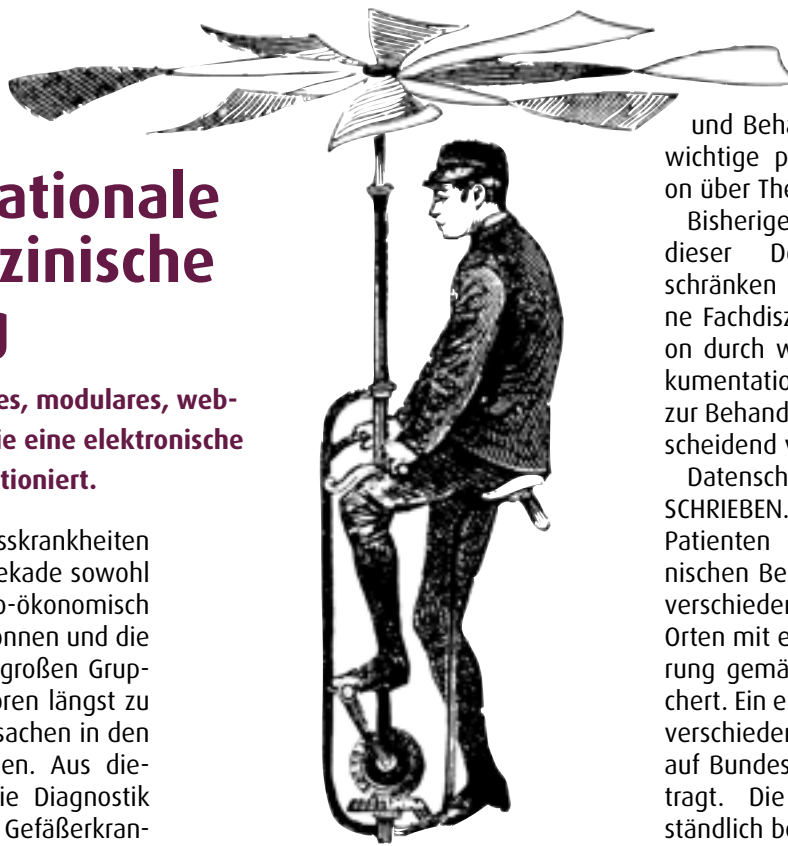 ationale
zinische
g
es, modulares, web-
ie eine elektronische
tioniert.
sskrankheiten
ekade sowohl
o-ökonomisch
onnen und die
großen Grup-
oren längst zu
sachen in den
en. Aus die-
ie Diagnostik
Gefäßerkran-
und Beha
wichtige p
on über The
Bisherige
dieser De
schränken
ne Fachdisz
on durch w
kumentatio
zur Behand
scheidend v
Datensch
SCHRIEBEN.
Patienten
nischen Be
verschieden
Orten mit e
rung gemä
chert. Ein e
verschieden
auf Bundes
tragt. Die
ständlich be